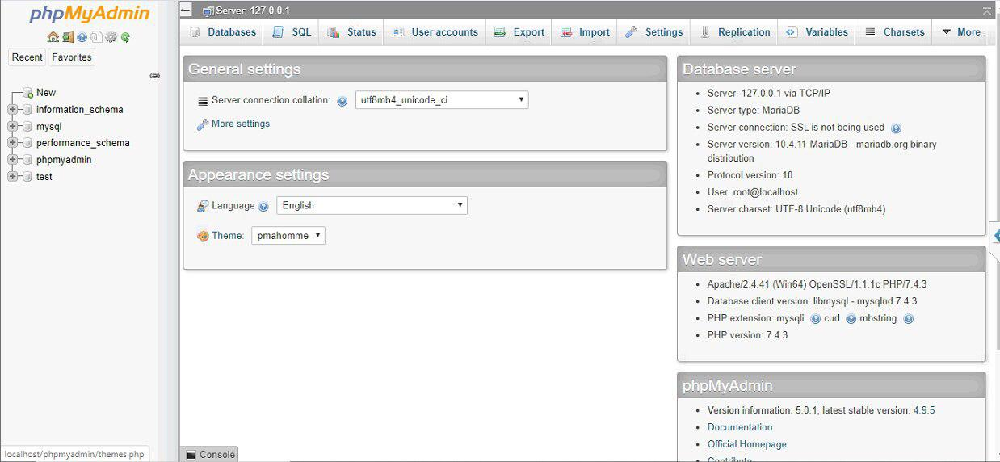 phpMyAdmin
Recent Favorites
New
information_schema
mysql
performance_schema
phpmyadmin
test
localhost/phpmyadmin/themes.php
Server: 127.0.0.1
Databases SQL Status User accounts Export Import Settings Replication Variables Charsets More
General settings
Server connection collation: utf8mb4_unicode_ci
More settings
Appearance settings
Language English
Theme: pmahomme
Console
Database server
Server: 127.0.0.1 via TCP/IP
Server type: MariaDB
Server connection: SSL is not being used
Server version: 10.4.11-MariaDB - mariadb.org binary
distribution
Protocol version: 10
User: root@localhost
Server charset: UTF-8 Unicode (utf8mb4)
Web server
Apache/2.4.41 (Win64) OpenSSL/1.1.1c PHP/7.4.3
Database client version: libmysql - mysqlnd 7.4.3
PHP extension: mysqli curl mbstring
PHP version: 7.4.3
phpMyAdmin
Version information: 5.0.1, latest stable version: 4.9.5
Documentation
Official Homepage
Contribute